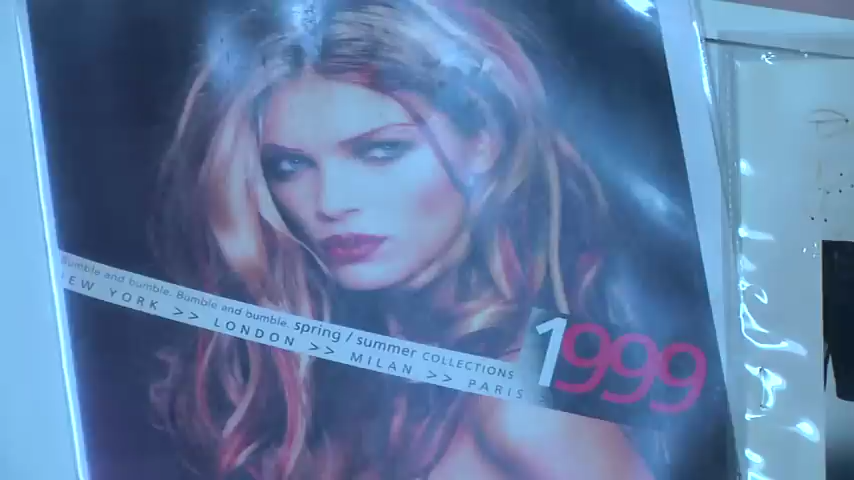 Bumble and bumble. Bumble and bumble. spring / summer COLLECTIONS 1999
NEW YORK >> LONDON >> MILAN >> PARIS